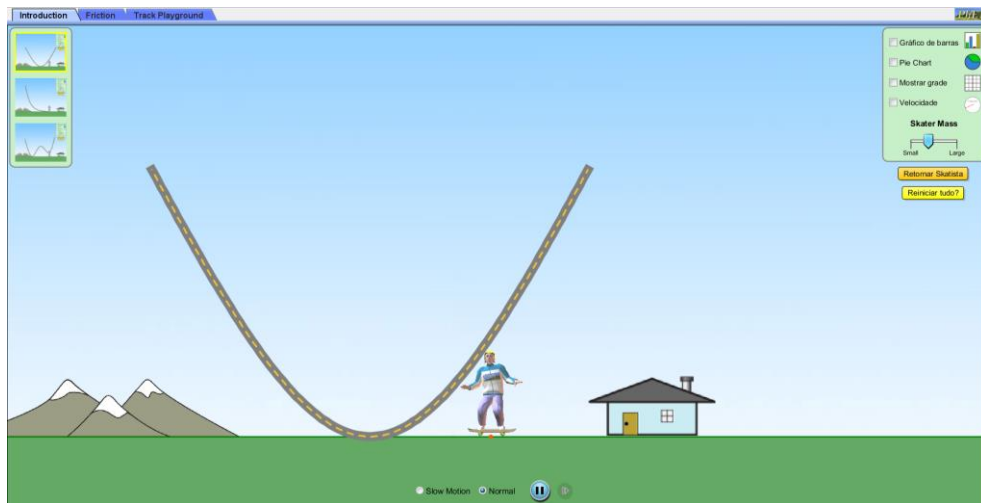 Introduction
Friction
Track Playground
Gráfico de barras
Pie Chart
Mostrar grade
Velocidade
Skater Mass
Small Large
Retornar Skatista
Reiniciar tudo?
Slow Motion Normal